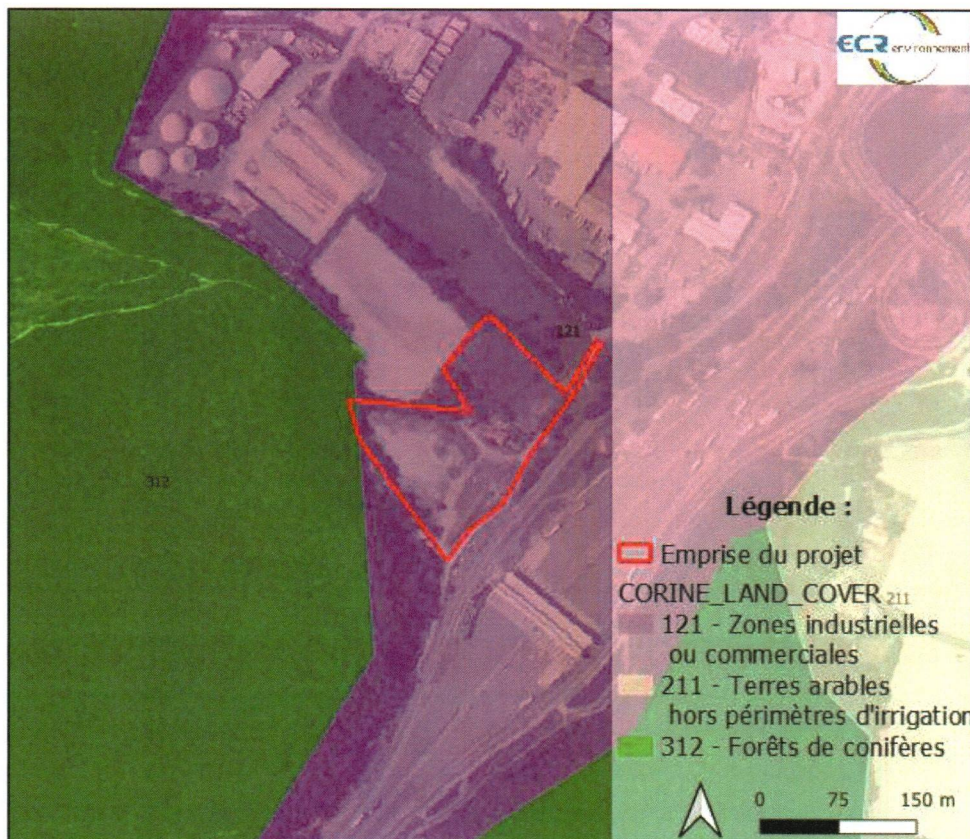 ECR environnement
121
312
Légende :
Emprise du projet
CORINE_LAND_COVER
211
121 - Zones industrielles
ou commerciales
211 - Terres arables
hors périmètres d'irrigation
312 - Forêts de conifères
0 75 150 m